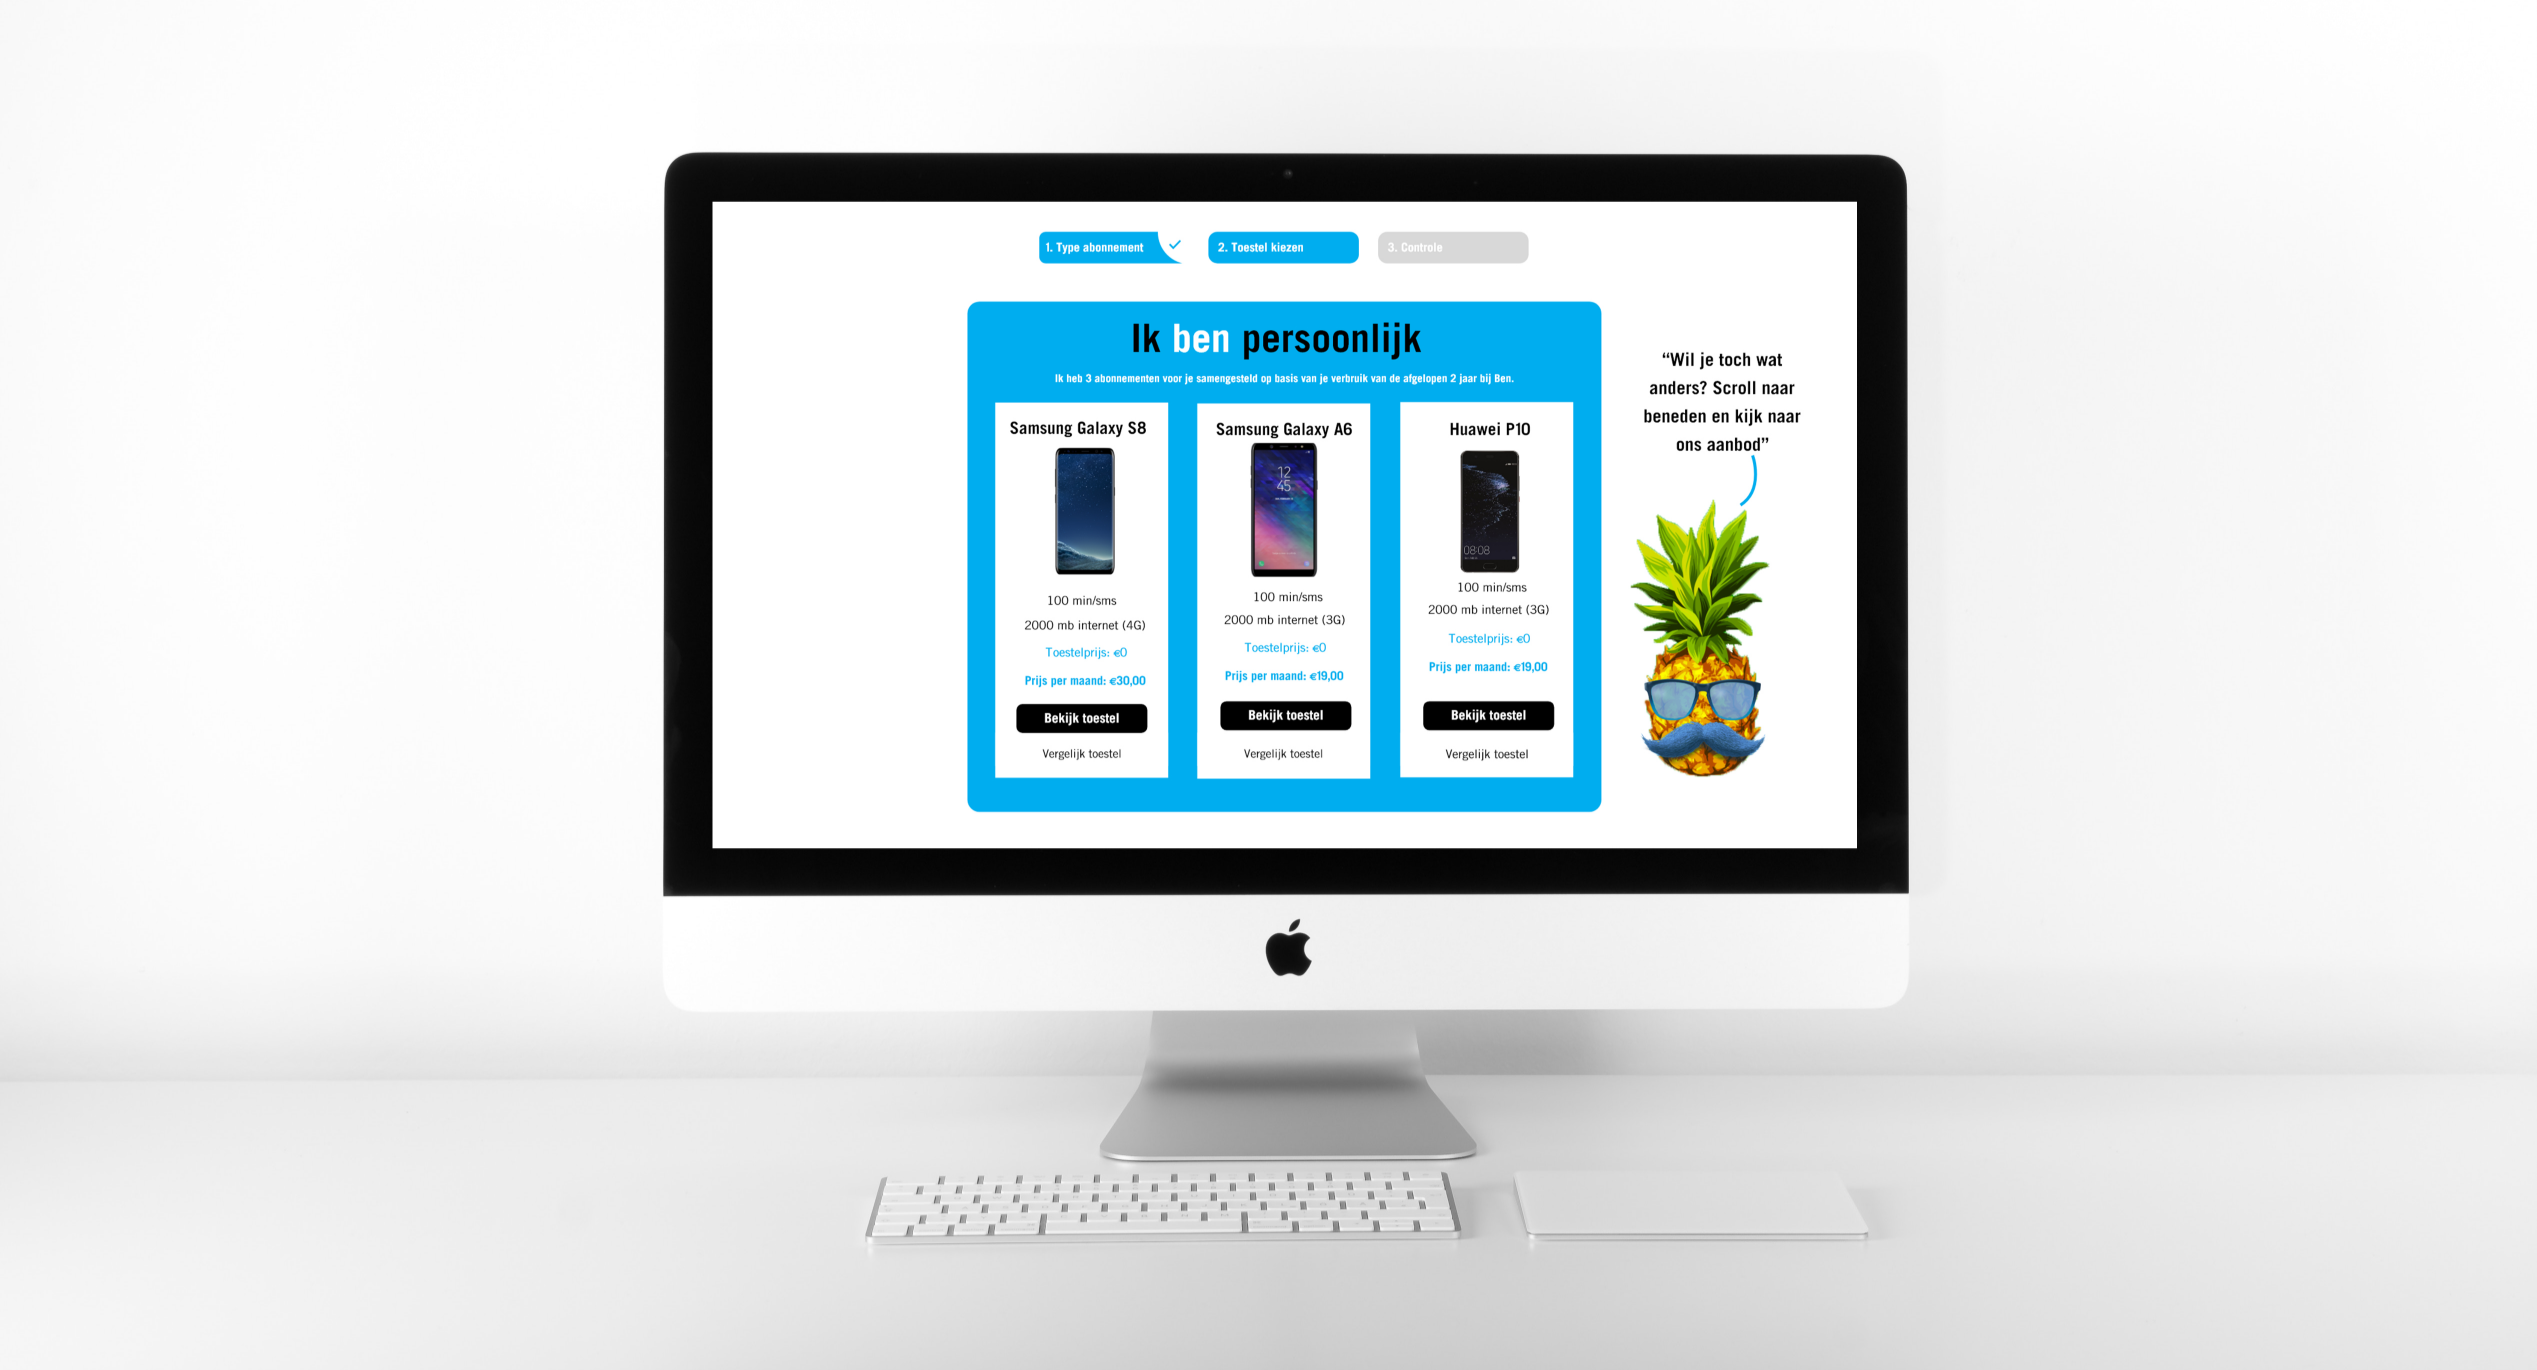 1. Type abonnement
2. Toestel kiezen
3. Controle
Ik ben persoonlijk
Ik heb 3 abonnementen voor je samengesteld op basis van je verbruik van de afgelopen 2 jaar bij Ben.
Samsung Galaxy S8
100 min/sms
2000 mb internet (4G)
Toestelprijs: €0
Prijs per maand: €30,00
Bekijk toestel
Vergelijk toestel
Samsung Galaxy A6
12
45
100 min/sms
2000 mb internet (3G)
Toestelprijs: €0
Prijs per maand: €19,00
Bekijk toestel
Vergelijk toestel
Huawei P10
08:08
100 min/sms
2000 mb internet (3G)
Toestelprijs: €0
Prijs per maand: €19,00
Bekijk toestel
Vergelijk toestel
“Wil je toch wat
anders? Scroll naar
beneden en kijk naar
ons aanbod”